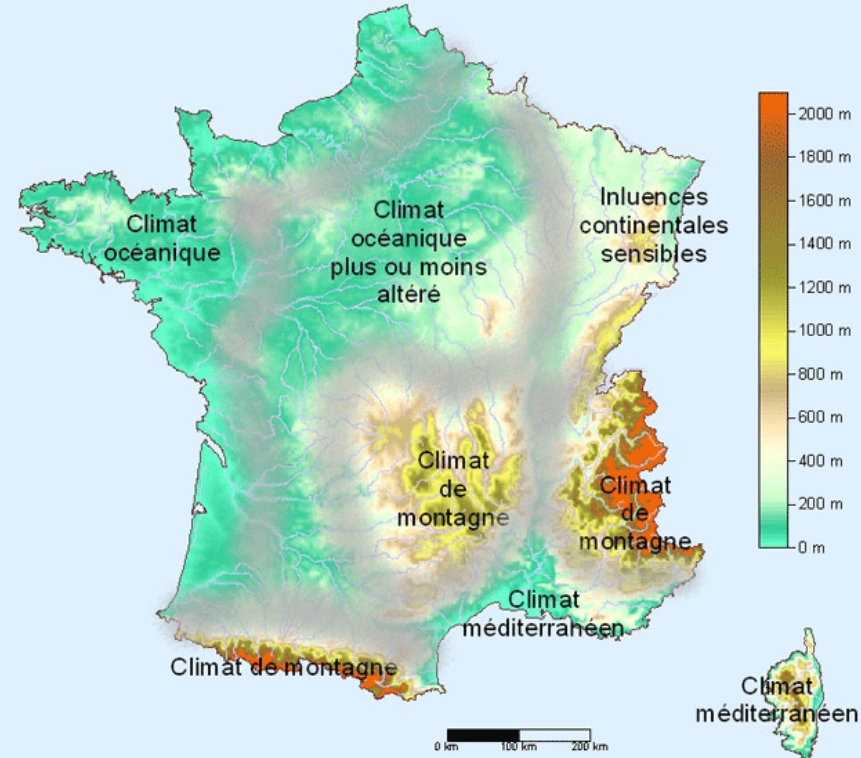 Climat
océanique
Climat
océanique
plus ou moins
altéré
Inluences
continentales
sensibles
Climat
de
montagne
Climat
de
montagne
Climat
méditerranéen
Climat de montagne
Climat
méditerranéen
2000 m
1800 m
1600 m
1400 m
1200 m
1000 m
800 m
600 m
400 m
200 m
0 m
0 km 100 km 200 km